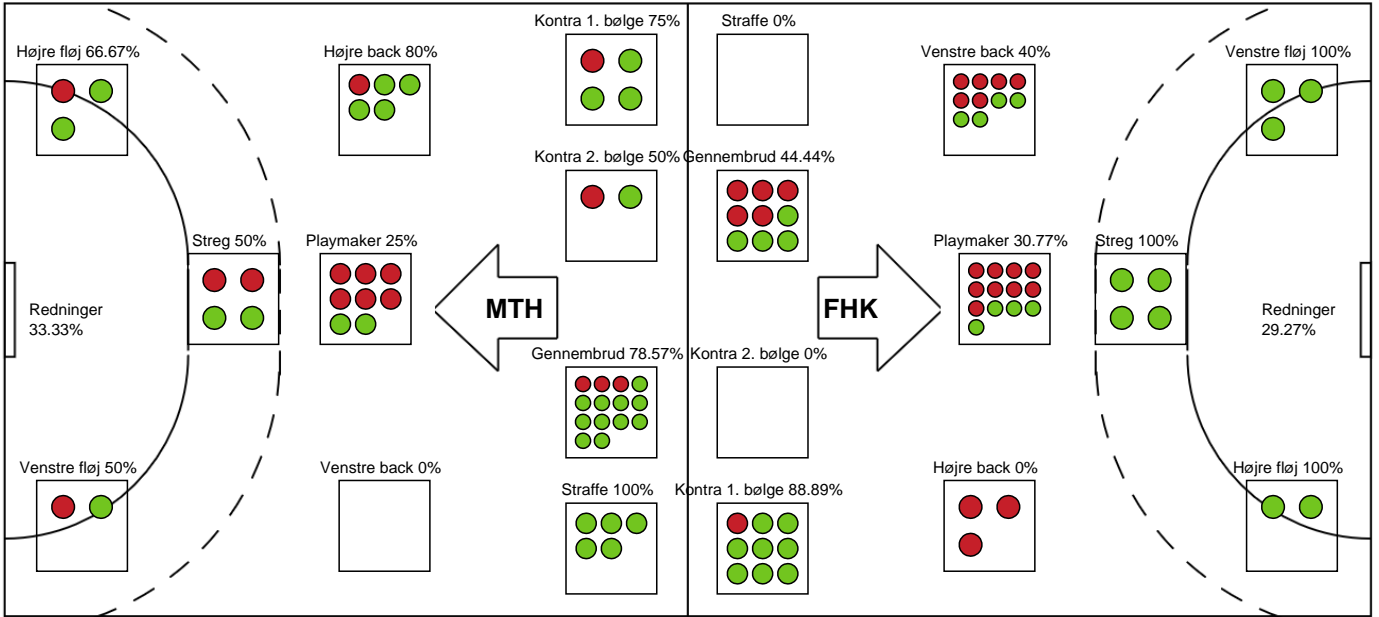 Kontra 1. bølge 75%
Straffe 0%
Højre fløj 66.67%
Højre back 80%
Venstre back 40%
Venstre fløj 100%
Kontra 2. bølge 50%
Gennembrud 44.44%
Streg 50%
Playmaker 25%
Playmaker 30.77%
Streg 100%
MTH
FHK
Redninger
33.33%
Redninger
29.27%
Gennembrud 78.57%
Kontra 2. bølge 0%
Venstre fløj 50%
Venstre back 0%
Højre back 0%
Højre fløj 100%
Straffe 100%
Kontra 1. bølge 88.89%